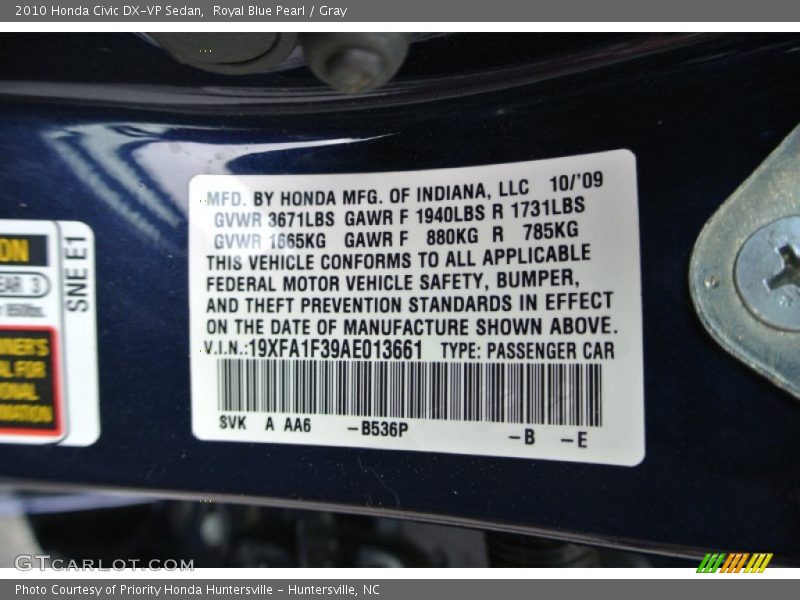 2010 Honda Civic DX-VP Sedan, Royal Blue Pearl / Gray
MFD. BY HONDA MFG. OF INDIANA, LLC 10/'09
GVWR 3671LBS GAWR F 1940LBS R 1731LBS
GVWR 1665KG GAWR F 880KG R 785KG
THIS VEHICLE CONFORMS TO ALL APPLICABLE
FEDERAL MOTOR VEHICLE SAFETY, BUMPER,
AND THEFT PREVENTION STANDARDS IN EFFECT
ON THE DATE OF MANUFACTURE SHOWN ABOVE.
V.I.N.:19XFA1F39AE013661 TYPE: PASSENGER CAR
SVK A AA6 -B536P -B -E
SNE E1
GTCARLOT.COM
Photo Courtesy of Priority Honda Huntersville - Huntersville, NC